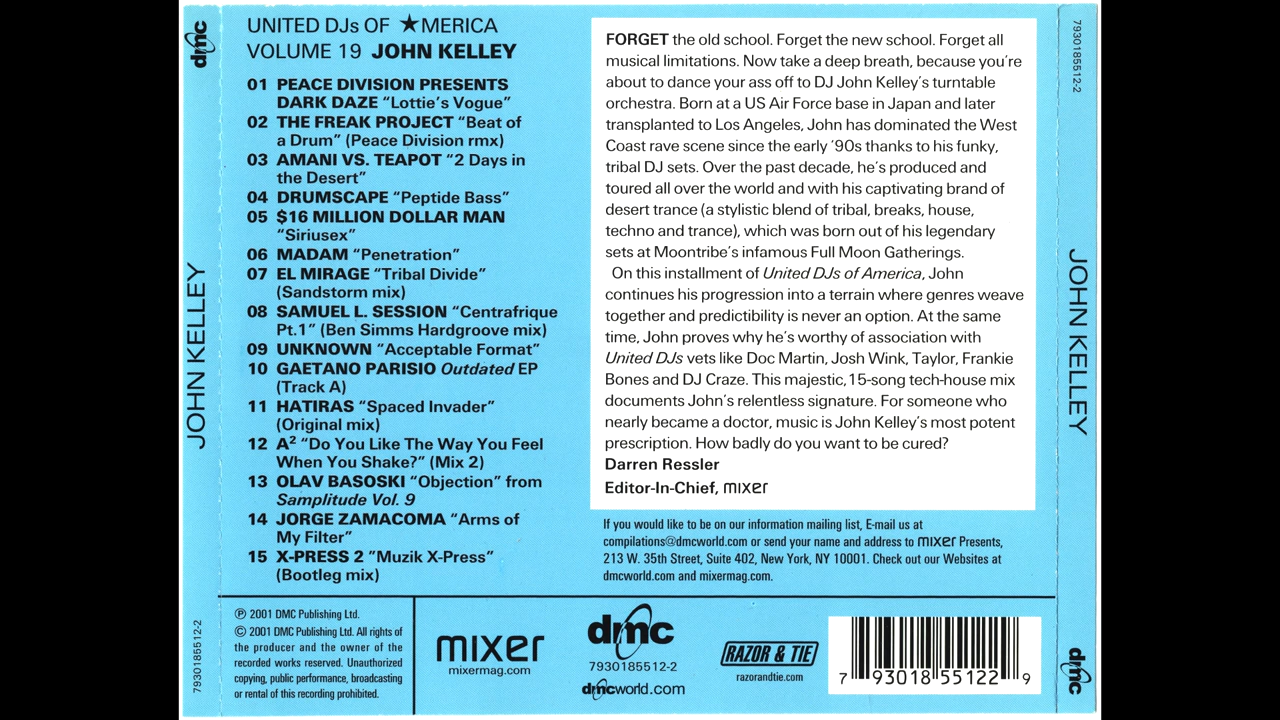 dmc
JOHN KELLEY
7930185512-2
UNITED DJs OF ★MERICA
VOLUME 19 JOHN KELLEY
01 PEACE DIVISION PRESENTS
DARK DAZE “Lottie’s Vogue”
02 THE FREAK PROJECT “Beat of
a Drum” (Peace Division rmx)
03 AMANI VS. TEAPOT “2 Days in
the Desert”
04 DRUMSCAPE “Peptide Bass”
05 $16 MILLION DOLLAR MAN
“Siriusex”
06 MADAM “Penetration”
07 EL MIRAGE “Tribal Divide”
(Sandstorm mix)
08 SAMUEL L. SESSION “Centrafrique
Pt.1” (Ben Simms Hardgroove mix)
09 UNKNOWN “Acceptable Format”
10 GAETANO PARISIO Outdated EP
(Track A)
11 HATIRAS “Spaced Invader”
(Original mix)
12 A² “Do You Like The Way You Feel
When You Shake?” (Mix 2)
13 OLAV BASOSKI “Objection” from
Samplitude Vol. 9
14 JORGE ZAMACOMA “Arms of
My Filter”
15 X-PRESS 2 “Muzik X-Press”
(Bootleg mix)
FORGET the old school. Forget the new school. Forget all
musical limitations. Now take a deep breath, because you’re
about to dance your ass off to DJ John Kelley’s turntable
orchestra. Born at a US Air Force base in Japan and later
transplanted to Los Angeles, John has dominated the West
Coast rave scene since the early ’90s thanks to his funky,
tribal DJ sets. Over the past decade, he’s produced and
toured all over the world and with his captivating brand of
desert trance (a stylistic blend of tribal, breaks, house,
techno and trance), which was born out of his legendary
sets at Moontribe’s infamous Full Moon Gatherings.
On this installment of United DJs of America, John
continues his progression into a terrain where genres weave
together and predictibility is never an option. At the same
time, John proves why he’s worthy of association with
United DJs vets like Doc Martin, Josh Wink, Taylor, Frankie
Bones and DJ Craze. This majestic, 15-song tech-house mix
documents John’s relentless signature. For someone who
nearly became a doctor, music is John Kelley’s most potent
prescription. How badly do you want to be cured?
Darren Ressler
Editor-In-Chief, mixer
If you would like to be on our information mailing list, E-mail us at
compilations@dmcworld.com or send your name and address to mixer Presents,
213 W. 35th Street, Suite 402, New York, NY 10001. Check out our Websites at
dmcworld.com and mixermag.com.
℗ 2001 DMC Publishing Ltd.
© 2001 DMC Publishing Ltd. All rights of
the producer and the owner of the
recorded works reserved. Unauthorized
copying, public performance, broadcasting
or rental of this recording prohibited.
mixer
mixermag.com
dmc
7930185512-2
dmcworld.com
RAZOR & TIE
razorandtie.com
7 93018 55122 9
7930185512-2
JOHN KELLEY
dmc